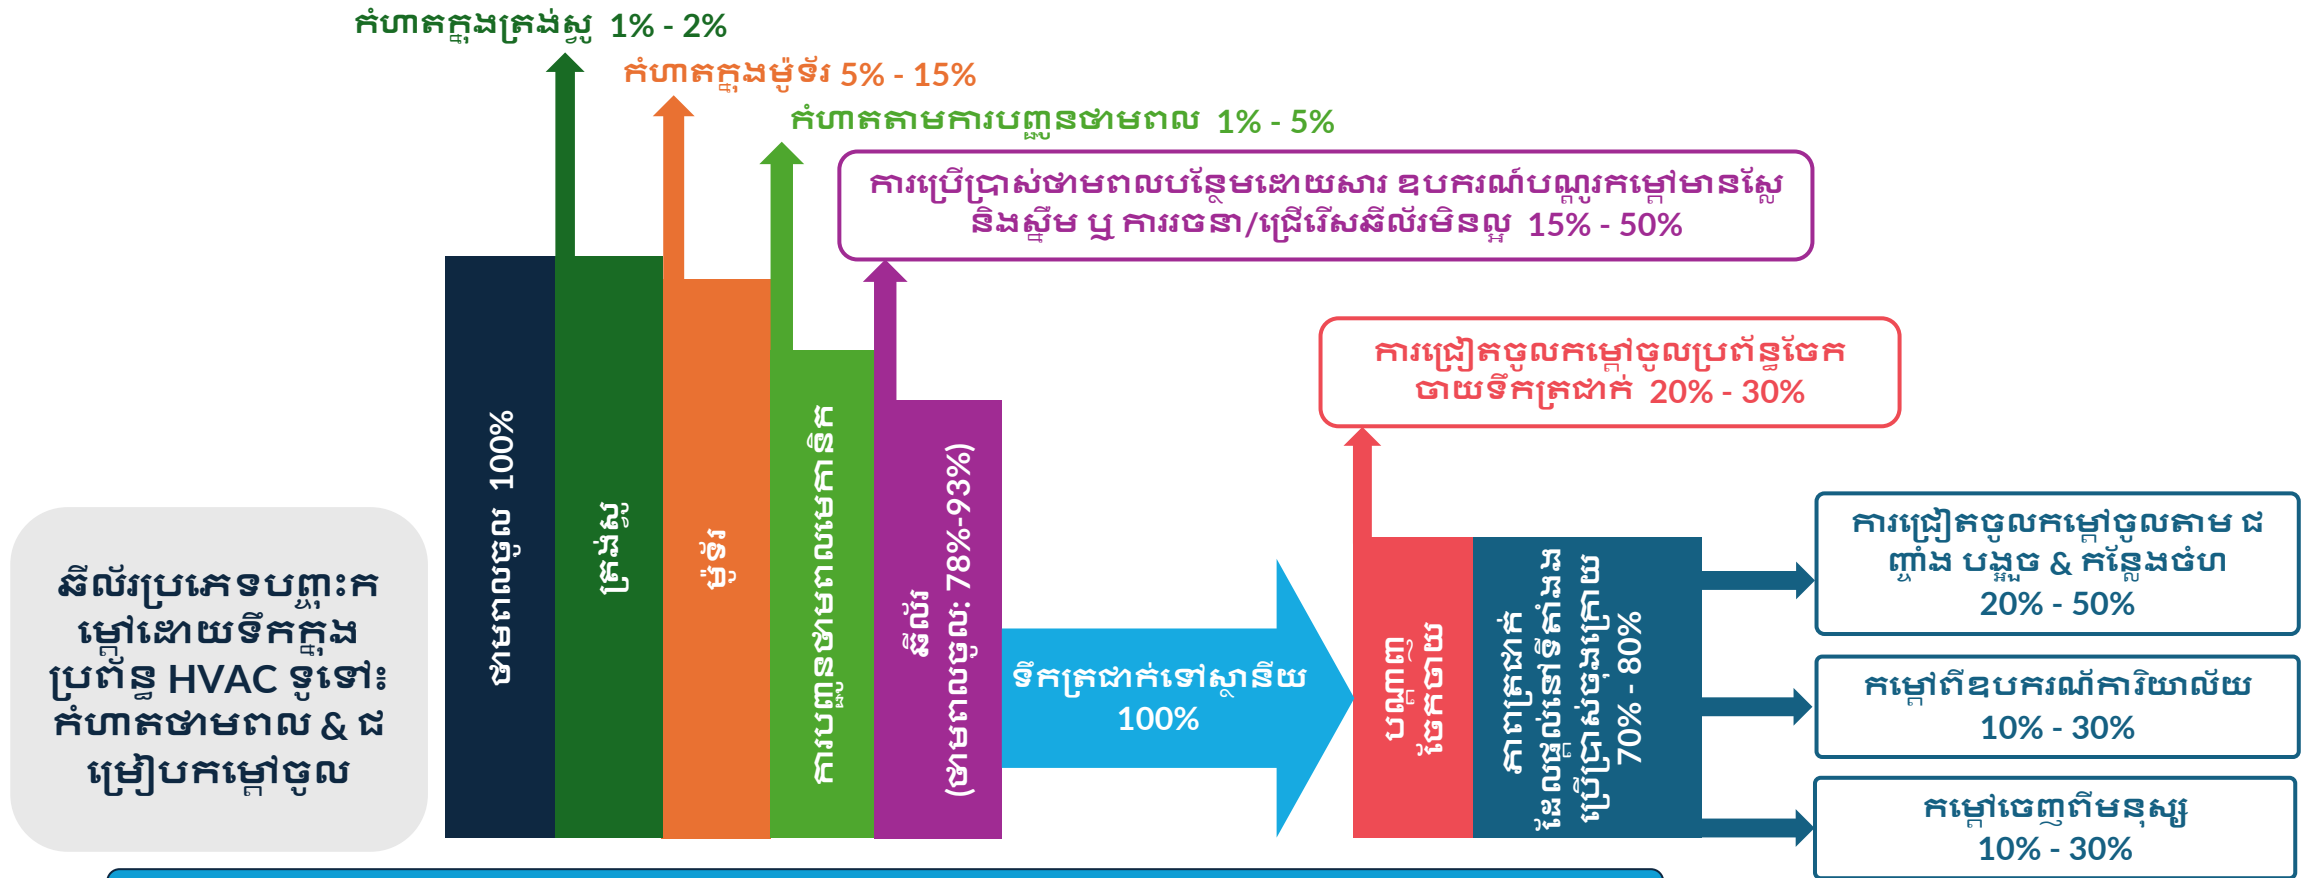 កំហាតក្នុងត្រង់ស្វូ 1% - 2%
កំហាតក្នុងម៉ូទ័រ 5% - 15%
កំហាតតាមការបញ្ជូនថាមពល 1% - 5%
ការប្រើប្រាស់ថាមពលបន្ថែមដោយសារ ឧបករណ៍បណ្តូរកម្តៅមានស្លែ
និងស្នឹម ឬ ការរចនា/ជ្រើរើសឆីល័រមិនល្អ 15% - 50%
ការជ្រៀតចូលកម្តៅចូលប្រព័ន្ធចែក
ចាយទឹកត្រជាក់ 20% - 30%
ថាមពលចូល 100%
ត្រង់ស្វូ
ម៉ូទ័រ
ការបញ្ជូនថាមពលមេកានិក
ឆីល័រ
(ថាមពលចូល: 78%-93%)
ទឹកត្រជាក់ទៅស្ថានីយ
100%
បណ្តាញ
ចែកចាយ
ភាពត្រជាក់
ដែលផ្តល់នៅទីតាំងង
ប្រើប្រាស់ចុងក្រោយ
70% - 80%
ការជ្រៀតចូលកម្តៅចូលតាម ជ
ញ្ជាំង បង្អួច & កន្លែងចំហ
20% - 50%
កម្តៅពីឧបករណ៍ការិយាល័យ
10% - 30%
កម្តៅចេញពីមនុស្ស
10% - 30%
ឆីល័រប្រភេទបញ្ចុះក
ម្តៅដោយទឹកក្នុង
ប្រព័ន្ធ HVAC ទូទៅ៖
កំហាតថាមពល & ជ
ម្រៀបកម្តៅចូល